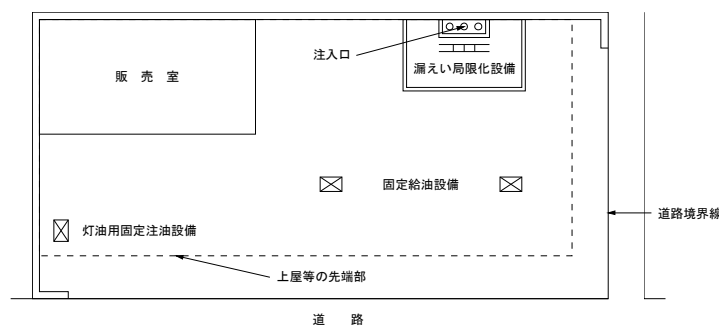 注入口
販売室
漏えい局限化設備
固定給油設備
道路境界線
灯油用固定注油設備
上屋等の先端部
道路